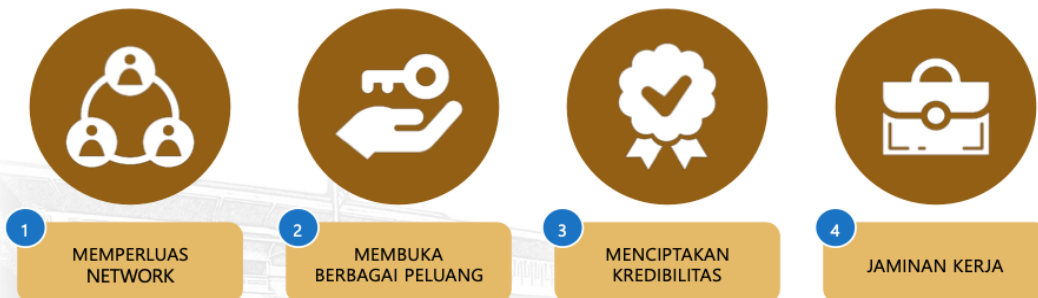 1
MEMPERLUAS
NETWORK
2
MEMBUKA
BERBAGAI PELUANG
3
MENCIPTAKAN
KREDIBILITAS
4
JAMINAN KERJA